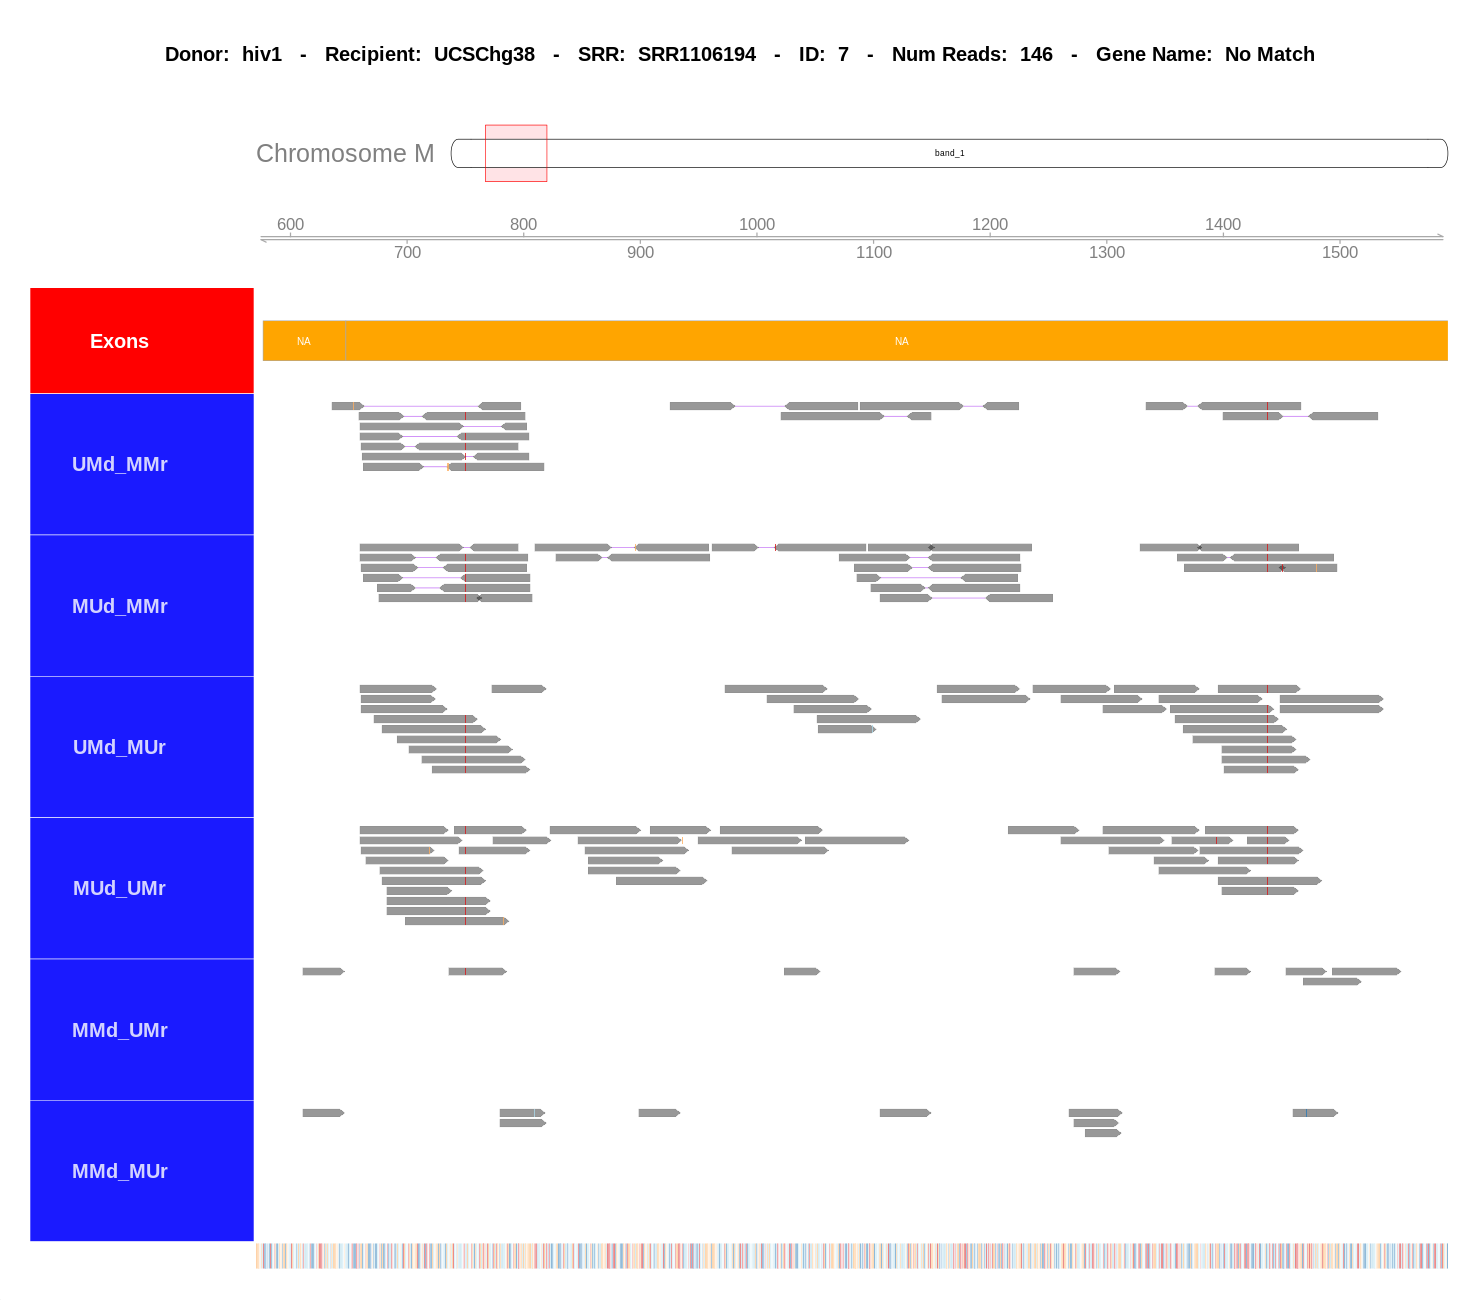 Donor: hiv1 - Recipient: UCSChg38 - SRR: SRR1106194 - ID: 7 - Num Reads: 146 - Gene Name: No Match
Chromosome M
band_1
600 800 1000 1200 1400
700 900 1100 1300 1500
Exons
NA NA
UMd_MMr
MUd_MMr
UMd_MUr
MUd_UMr
MMd_UMr
MMd_MUr